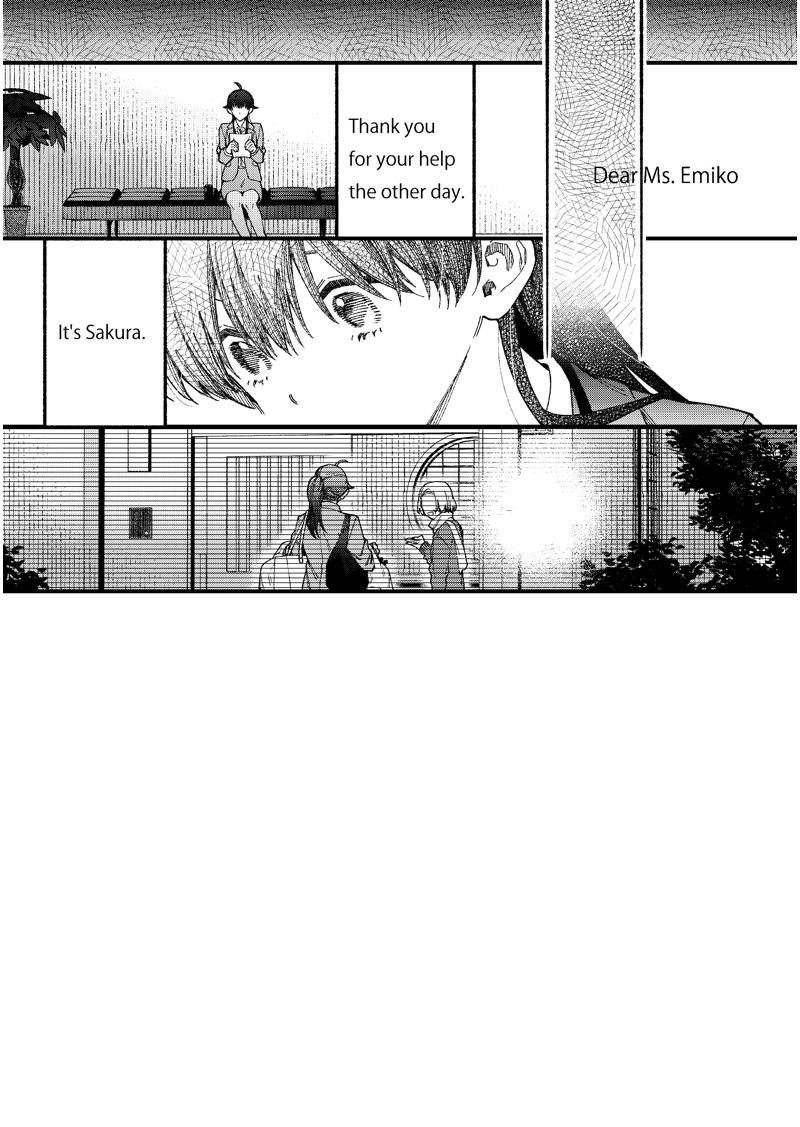 Dear Ms. Emiko
Thank you
for your help
the other day.
It's Sakura.